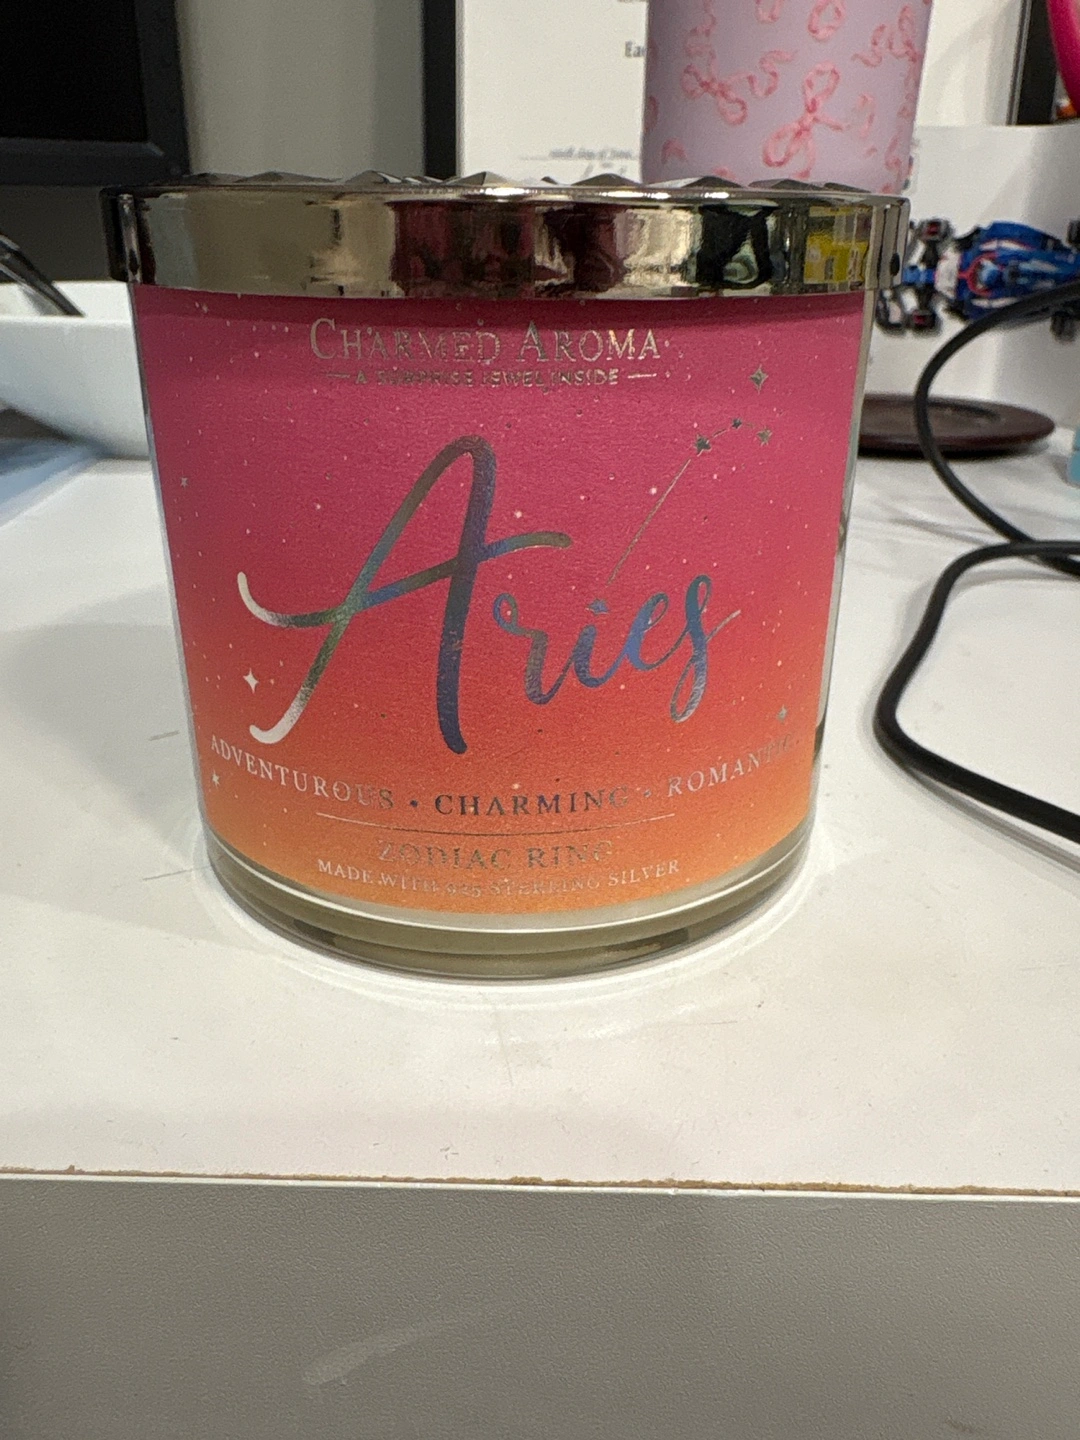 CHARMED AROMA
A SURPRISE JEWEL INSIDE
Aries
ADVENTUROUS • CHARMING • ROMANTIC
ZODIAC RING
MADE WITH 925 STERLING SILVER